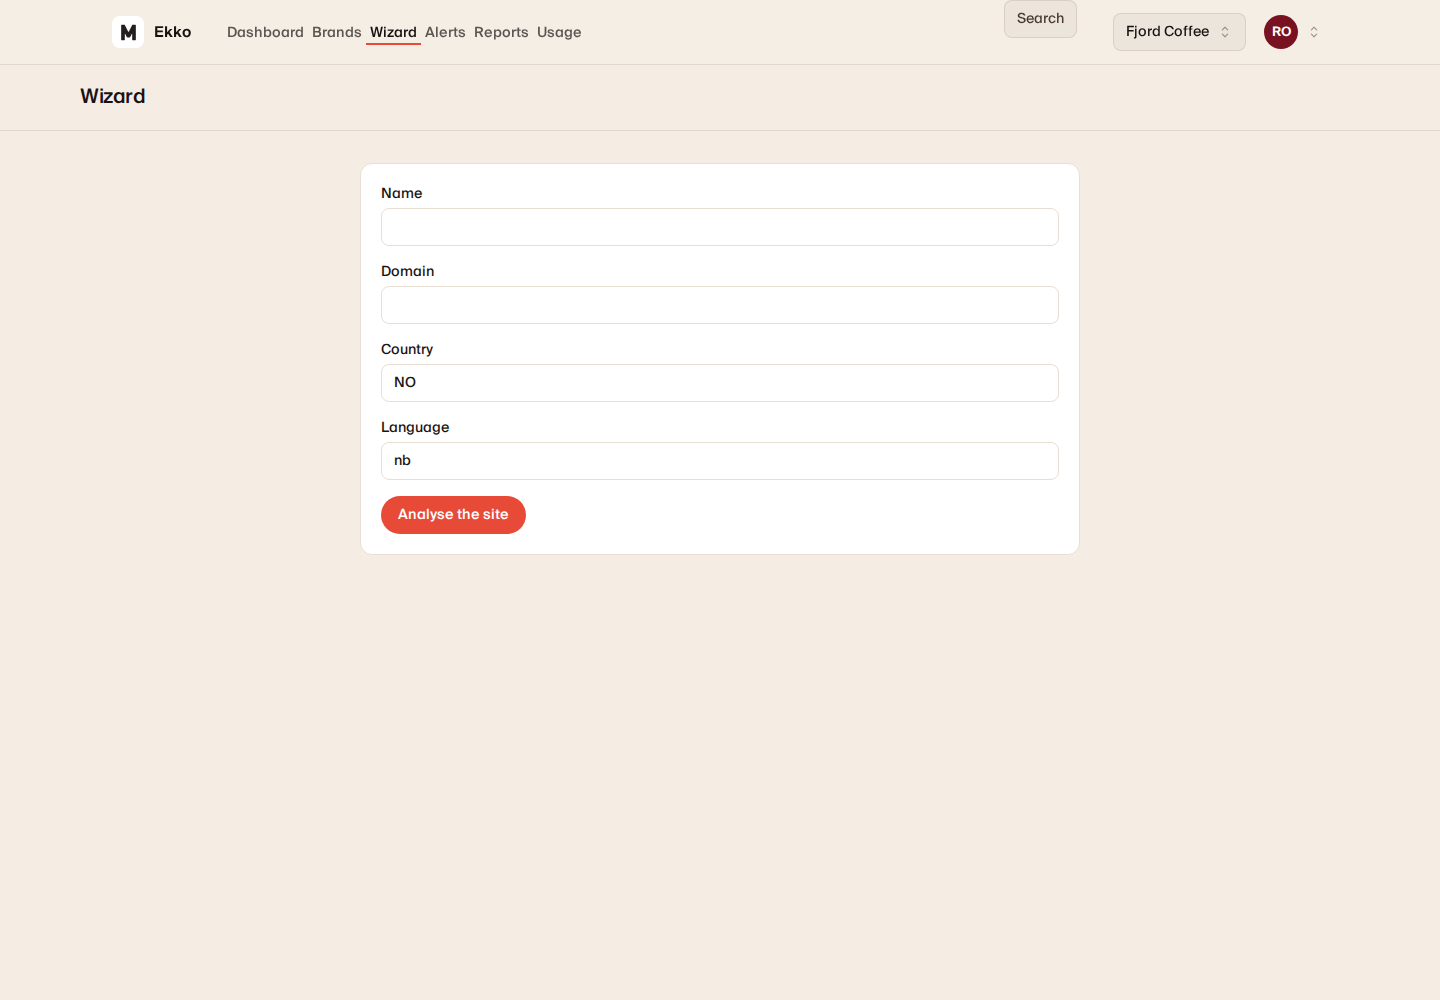 M Ekko Dashboard Brands Wizard Alerts Reports Usage Search Fjord Coffee RO
Wizard
Name
Domain
Country
NO
Language
nb
Analyse the site